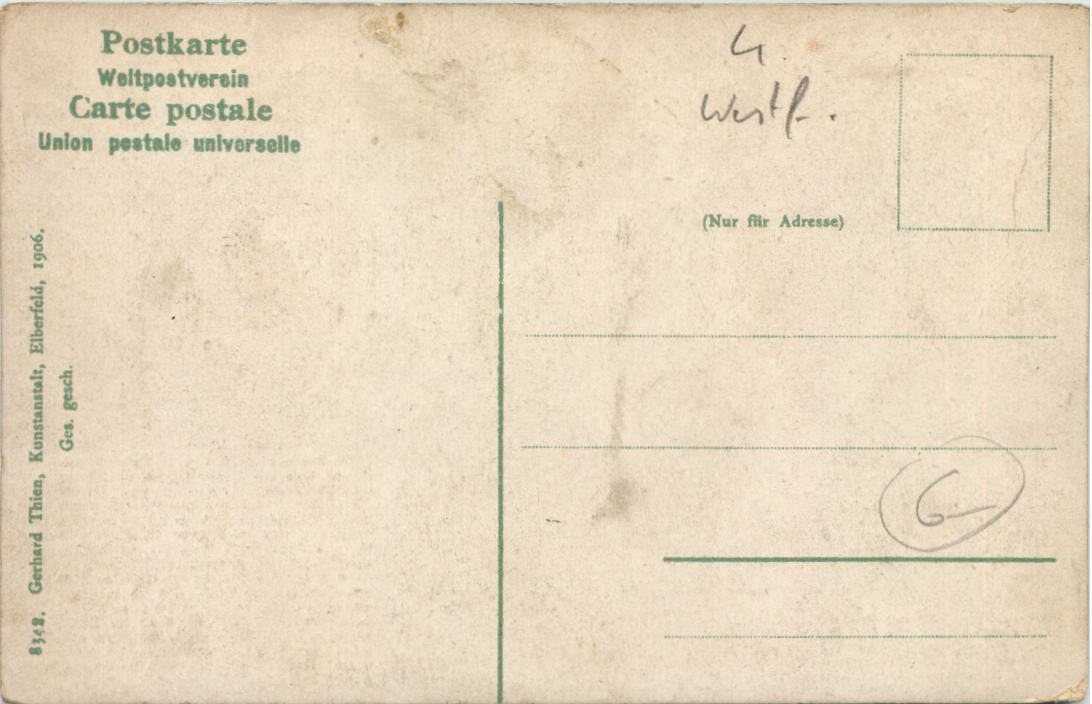 Postkarte
Weltpostverein
Carte postale
Union postale universelle
4.
Westf.
(Nur für Adresse)
8342. Gerhard Thien, Kunstanstalt, Elberfeld, 1906.
Ges. gesch.
6.–